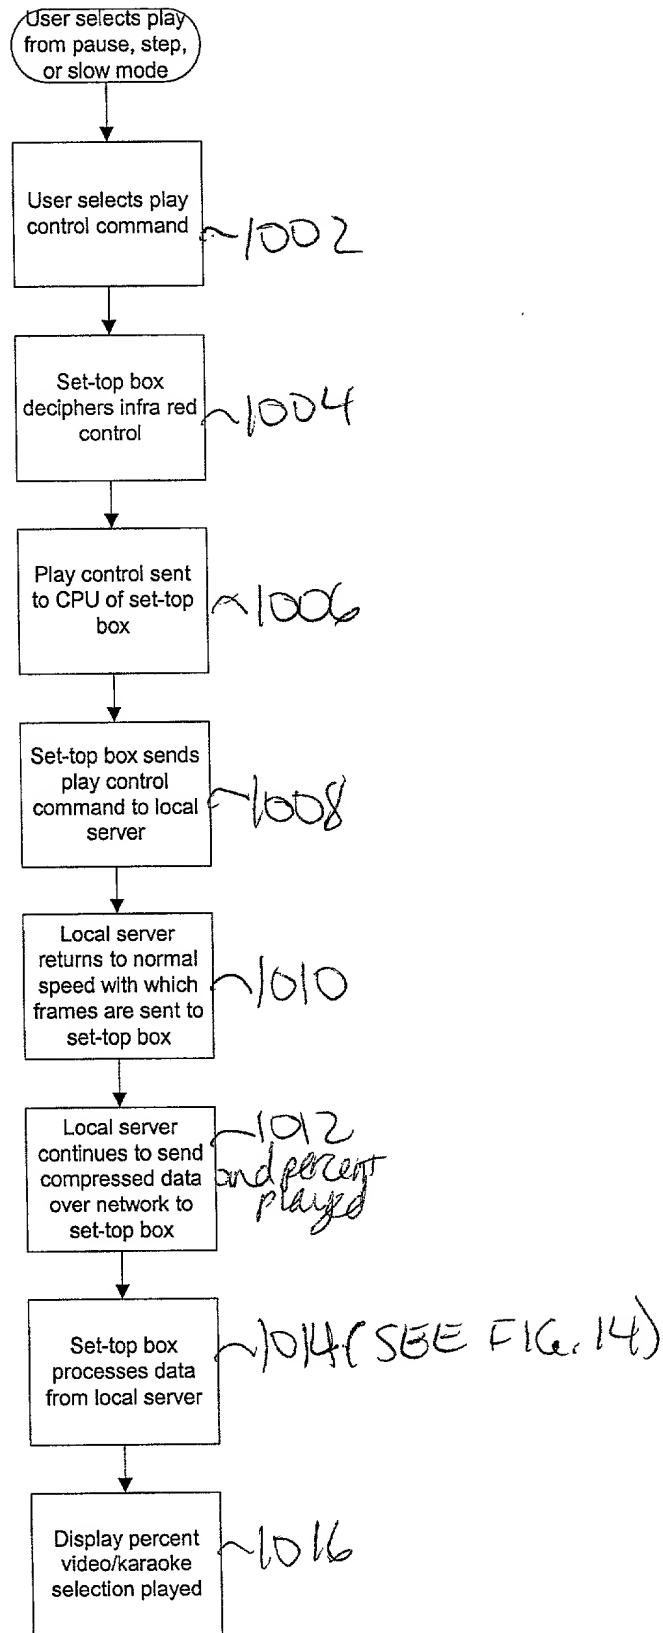 User selects play
from pause, step,
or slow mode
User selects play
control command
1002
Set-top box
deciphers infra red
control
1004
Play control sent
to CPU of set-top
box
1006
Set-top box sends
play control
command to local
server
1008
Local server
returns to normal
speed with which
frames are sent to
set-top box
1010
Local server
continues to send
compressed data
over network to
set-top box
1012
and percent
played
Set-top box
processes data
from local server
1014 (SEE FIG. 14)
Display percent
video/karaoke
selection played
1016